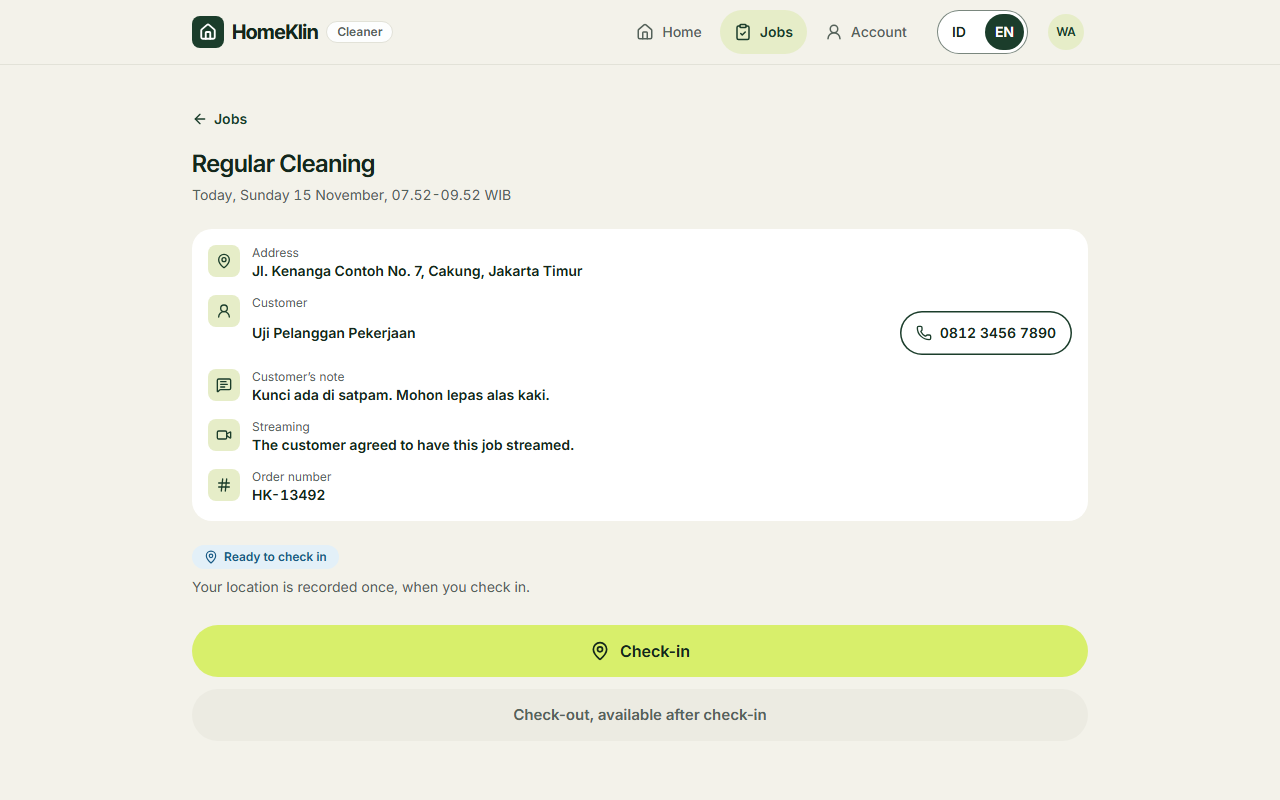 HomeKlin Cleaner Home Jobs Account ID EN WA
Jobs
Regular Cleaning
Today, Sunday 15 November, 07.52-09.52 WIB
Address
Jl. Kenanga Contoh No. 7, Cakung, Jakarta Timur
Customer
Uji Pelanggan Pekerjaan 0812 3456 7890
Customer’s note
Kunci ada di satpam. Mohon lepas alas kaki.
Streaming
The customer agreed to have this job streamed.
Order number
HK-13492
Ready to check in
Your location is recorded once, when you check in.
Check-in
Check-out, available after check-in